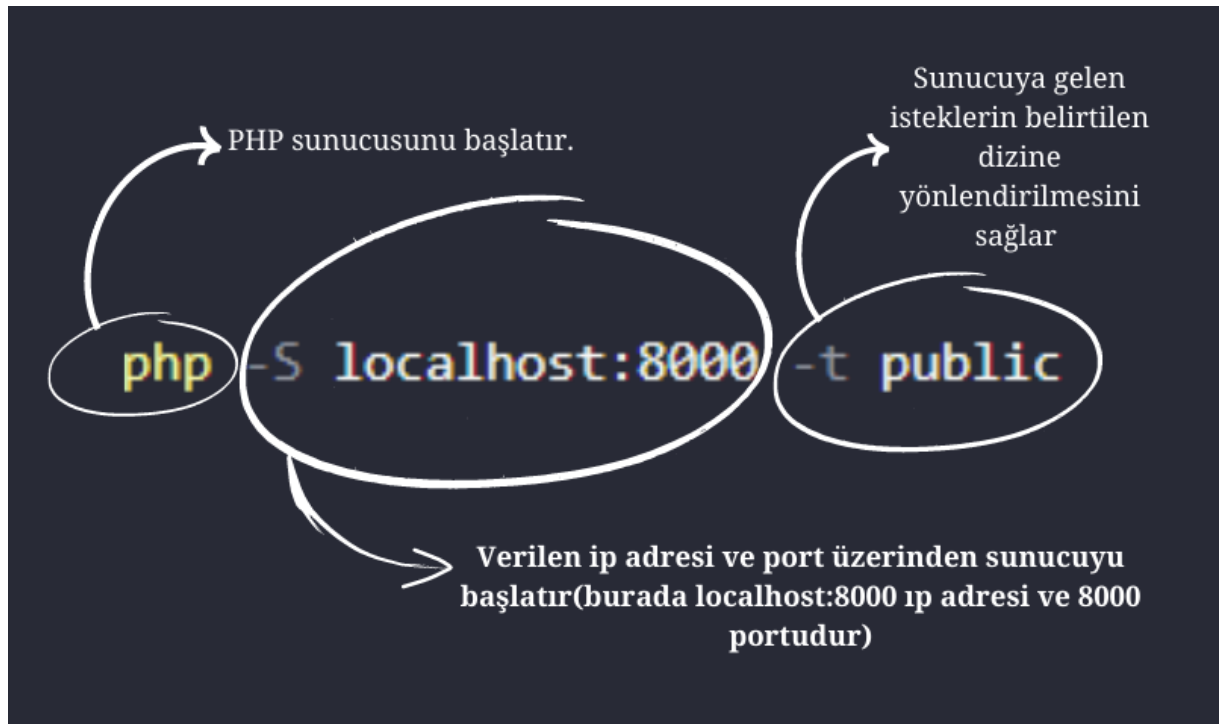 PHP sunucusunu başlatır.
Sunucuya gelen
isteklerin belirtilen
dizine
yönlendirilmesini
sağlar
php -S localhost:8000 -t public
Verilen ip adresi ve port üzerinden sunucuyu
başlatır(burada localhost:8000 ıp adresi ve 8000
portudur)